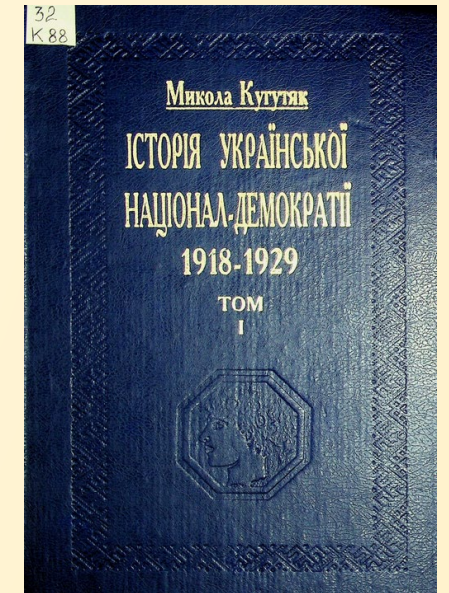 32
К 88
Микола Кугутяк
ІСТОРІЯ УКРАЇНСЬКОЇ
НАЦІОНАЛ-ДЕМОКРАТІЇ
1918-1929
ТОМ
I